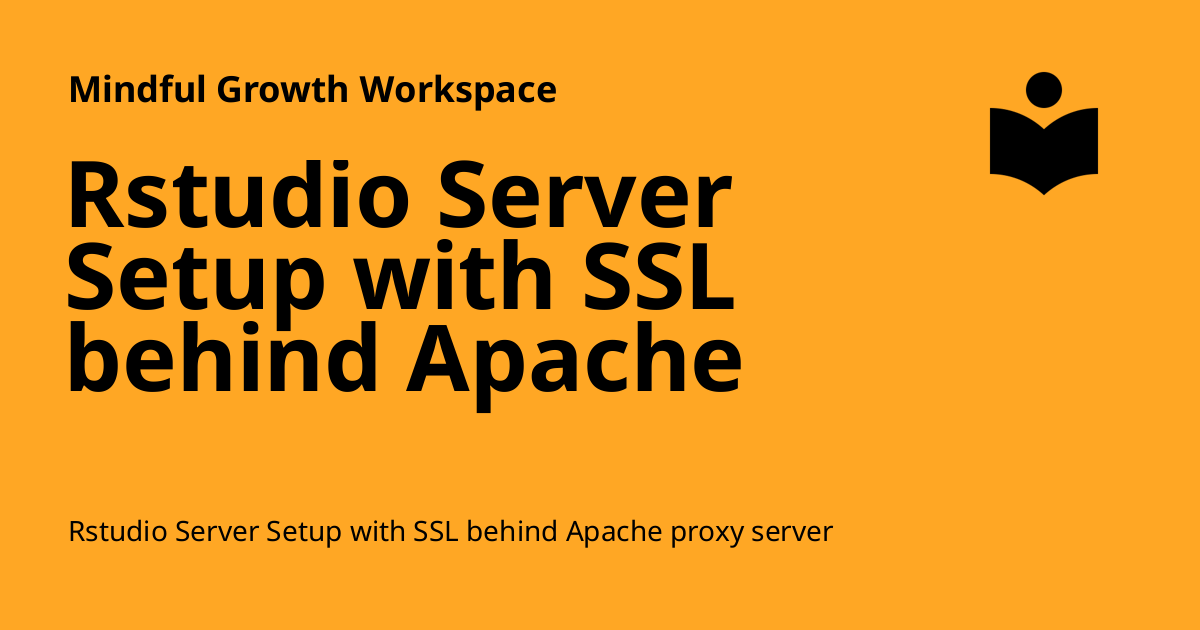 Mindful Growth Workspace
Rstudio Server
Setup with SSL
behind Apache
Rstudio Server Setup with SSL behind Apache proxy server